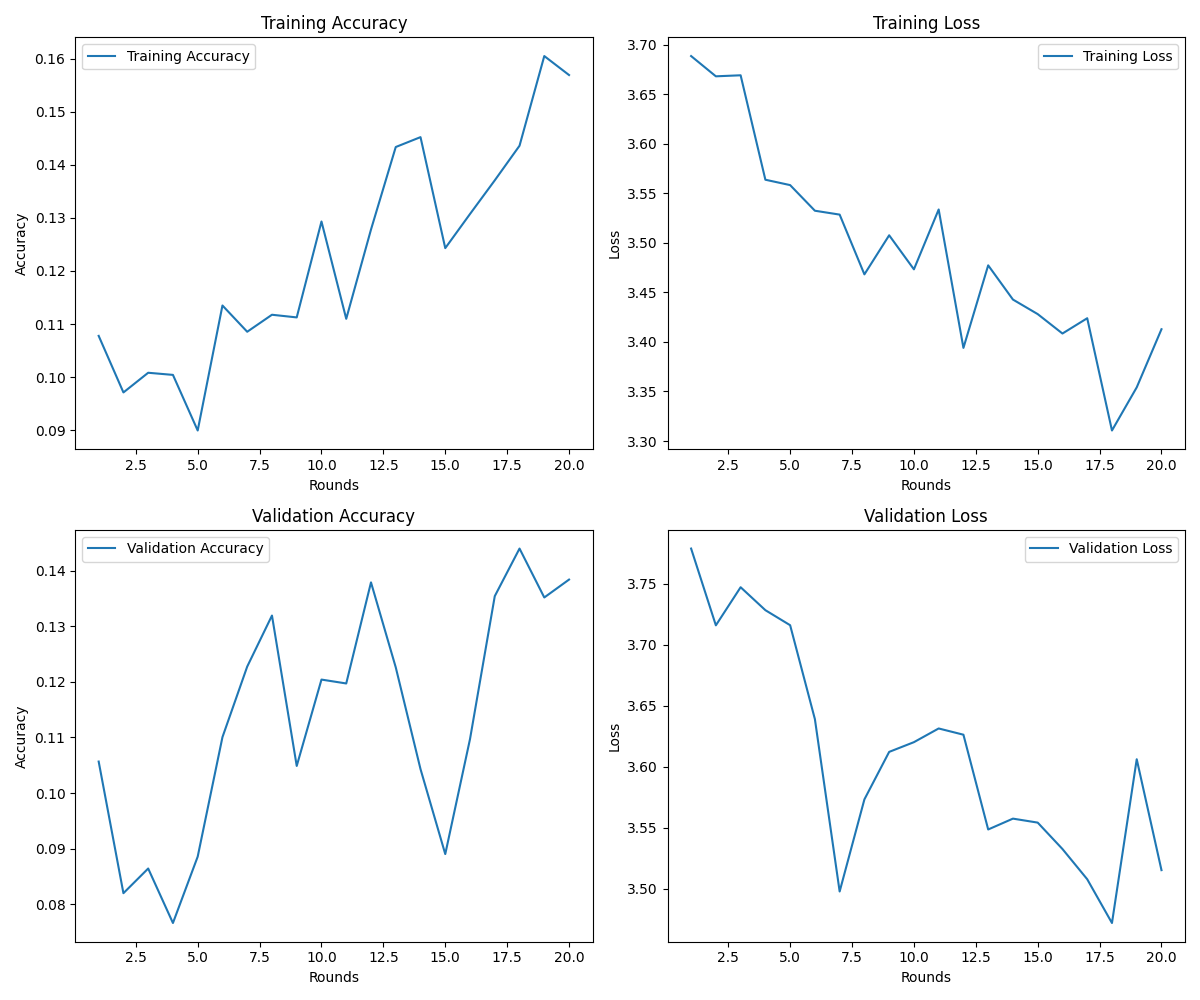 Training Accuracy
Training Accuracy
0.16
0.15
0.14
0.13
0.12
0.11
0.10
0.09
Accuracy
2.5 5.0 7.5 10.0 12.5 15.0 17.5 20.0
Rounds
Training Loss
Training Loss
3.70
3.65
3.60
3.55
3.50
3.45
3.40
3.35
3.30
Loss
2.5 5.0 7.5 10.0 12.5 15.0 17.5 20.0
Rounds
Validation Accuracy
Validation Accuracy
0.14
0.13
0.12
0.11
0.10
0.09
0.08
Accuracy
2.5 5.0 7.5 10.0 12.5 15.0 17.5 20.0
Rounds
Validation Loss
Validation Loss
3.75
3.70
3.65
3.60
3.55
3.50
Loss
2.5 5.0 7.5 10.0 12.5 15.0 17.5 20.0
Rounds